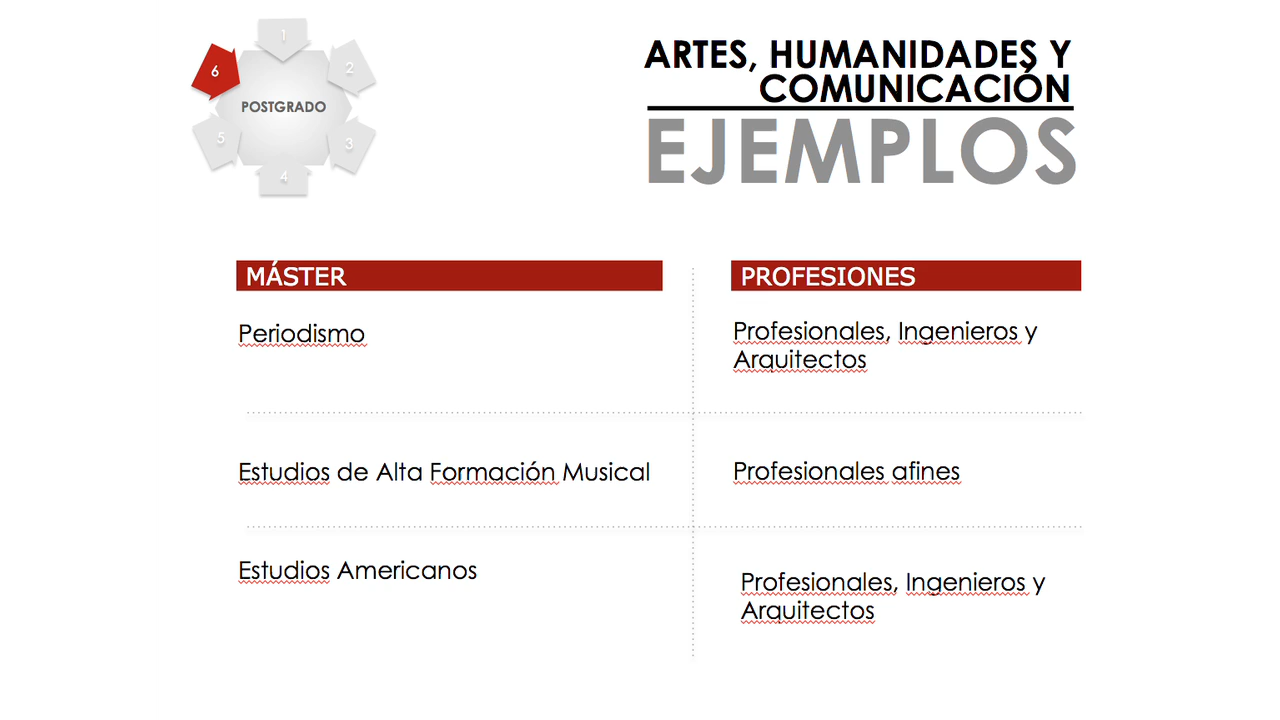 1
2
3
4
5
6
POSTGRADO
ARTES, HUMANIDADES Y
COMUNICACIÓN
EJEMPLOS
MÁSTER
PROFESIONES
Periodismo
Profesionales, Ingenieros y
Arquitectos
Estudios de Alta Formación Musical
Profesionales afines
Estudios Americanos
Profesionales, Ingenieros y
Arquitectos